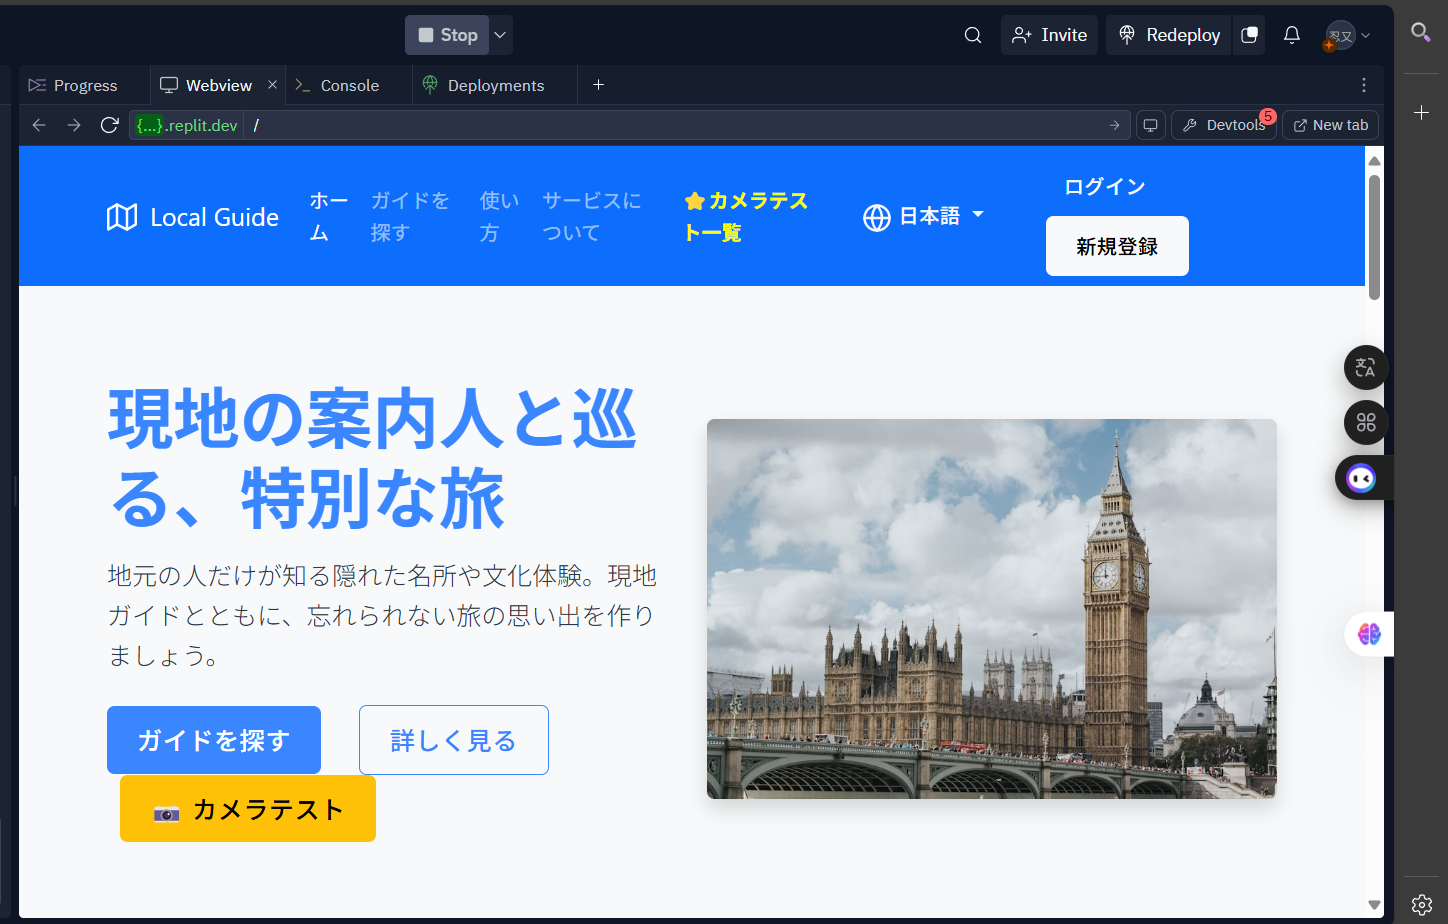 Stop
Invite
Redeploy
忍又
Progress
Webview
Console
Deployments
{...}.replit.dev
/
Devtools
5
New tab
Local Guide
ホー
ム
ガイドを
探す
使い
方
サービスに
ついて
カメラテス
ト一覧
日本語
ログイン
新規登録
現地の案内人と巡
る、特別な旅
地元の人だけが知る隠れた名所や文化体験。現地
ガイドとともに、忘れられない旅の思い出を作り
ましょう。
ガイドを探す
詳しく見る
カメラテスト